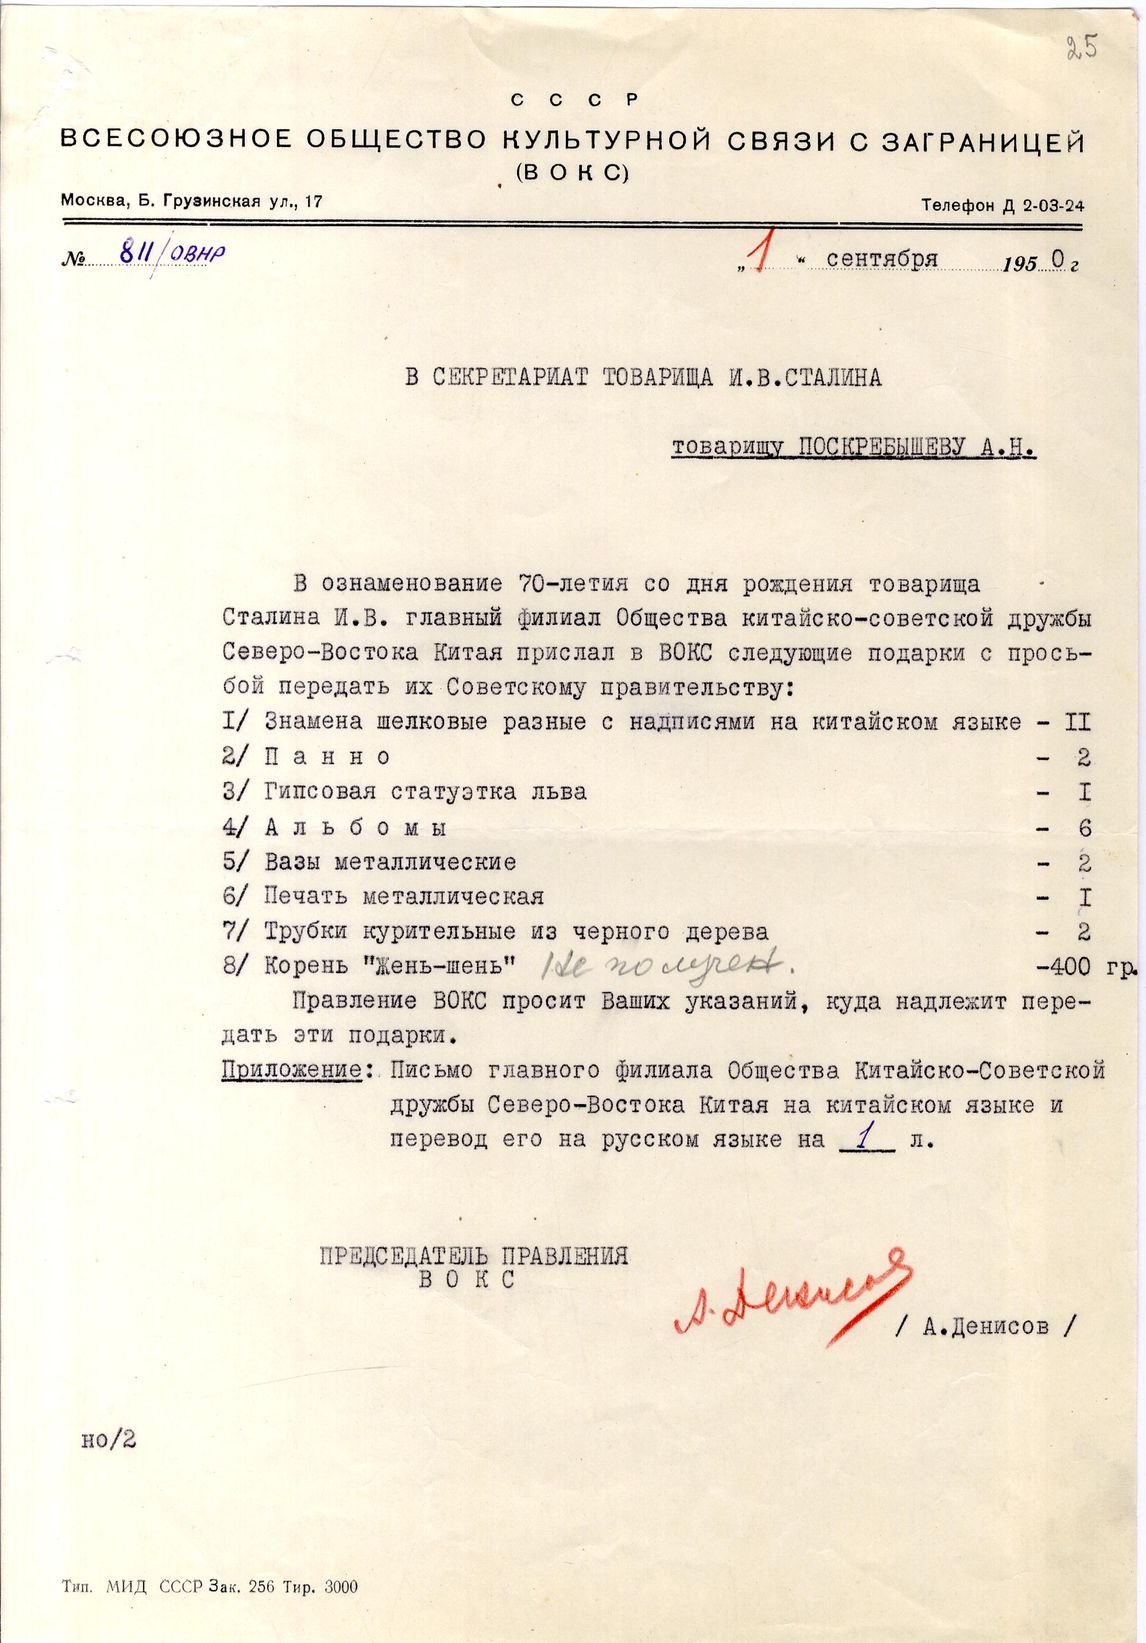 25
С С С Р
ВСЕСОЮЗНОЕ ОБЩЕСТВО КУЛЬТУРНОЙ СВЯЗИ С ЗАГРАНИЦЕЙ
(ВОКС)
Москва, Б. Грузинская ул., 17 Телефон Д 2-03-24
№ 811/ОВНР „1“ сентября 1950 г
В СЕКРЕТАРИАТ ТОВАРИЩА И.В.СТАЛИНА
товарищу ПОСКРЕБЫШЕВУ А.Н.
В ознаменование 70-летия со дня рождения товарища
Сталина И.В. главный филиал Общества китайско-советской дружбы
Северо-Востока Китая прислал в ВОКС следующие подарки с прось-
бой передать их Советскому правительству:
I/ Знамена шелковые разные с надписями на китайском языке - II
2/ П а н н о - 2
3/ Гипсовая статуэтка льва - I
4/ А л ь б о м ы - 6
5/ Вазы металлические - 2
6/ Печать металлическая - I
7/ Трубки курительные из черного дерева - 2
8/ Корень "Жень-шень" Не получен. -400 гр.
Правление ВОКС просит Ваших указаний, куда надлежит пере-
дать эти подарки.
Приложение: Письмо главного филиала Общества Китайско-Советской
дружбы Северо-Востока Китая на китайском языке и
перевод его на русском языке на 1 л.
ПРЕДСЕДАТЕЛЬ ПРАВЛЕНИЯ
В О К С
А. Денисов
/ А.Денисов /
но/2
Тип. МИД СССР Зак. 256 Тир. 3000